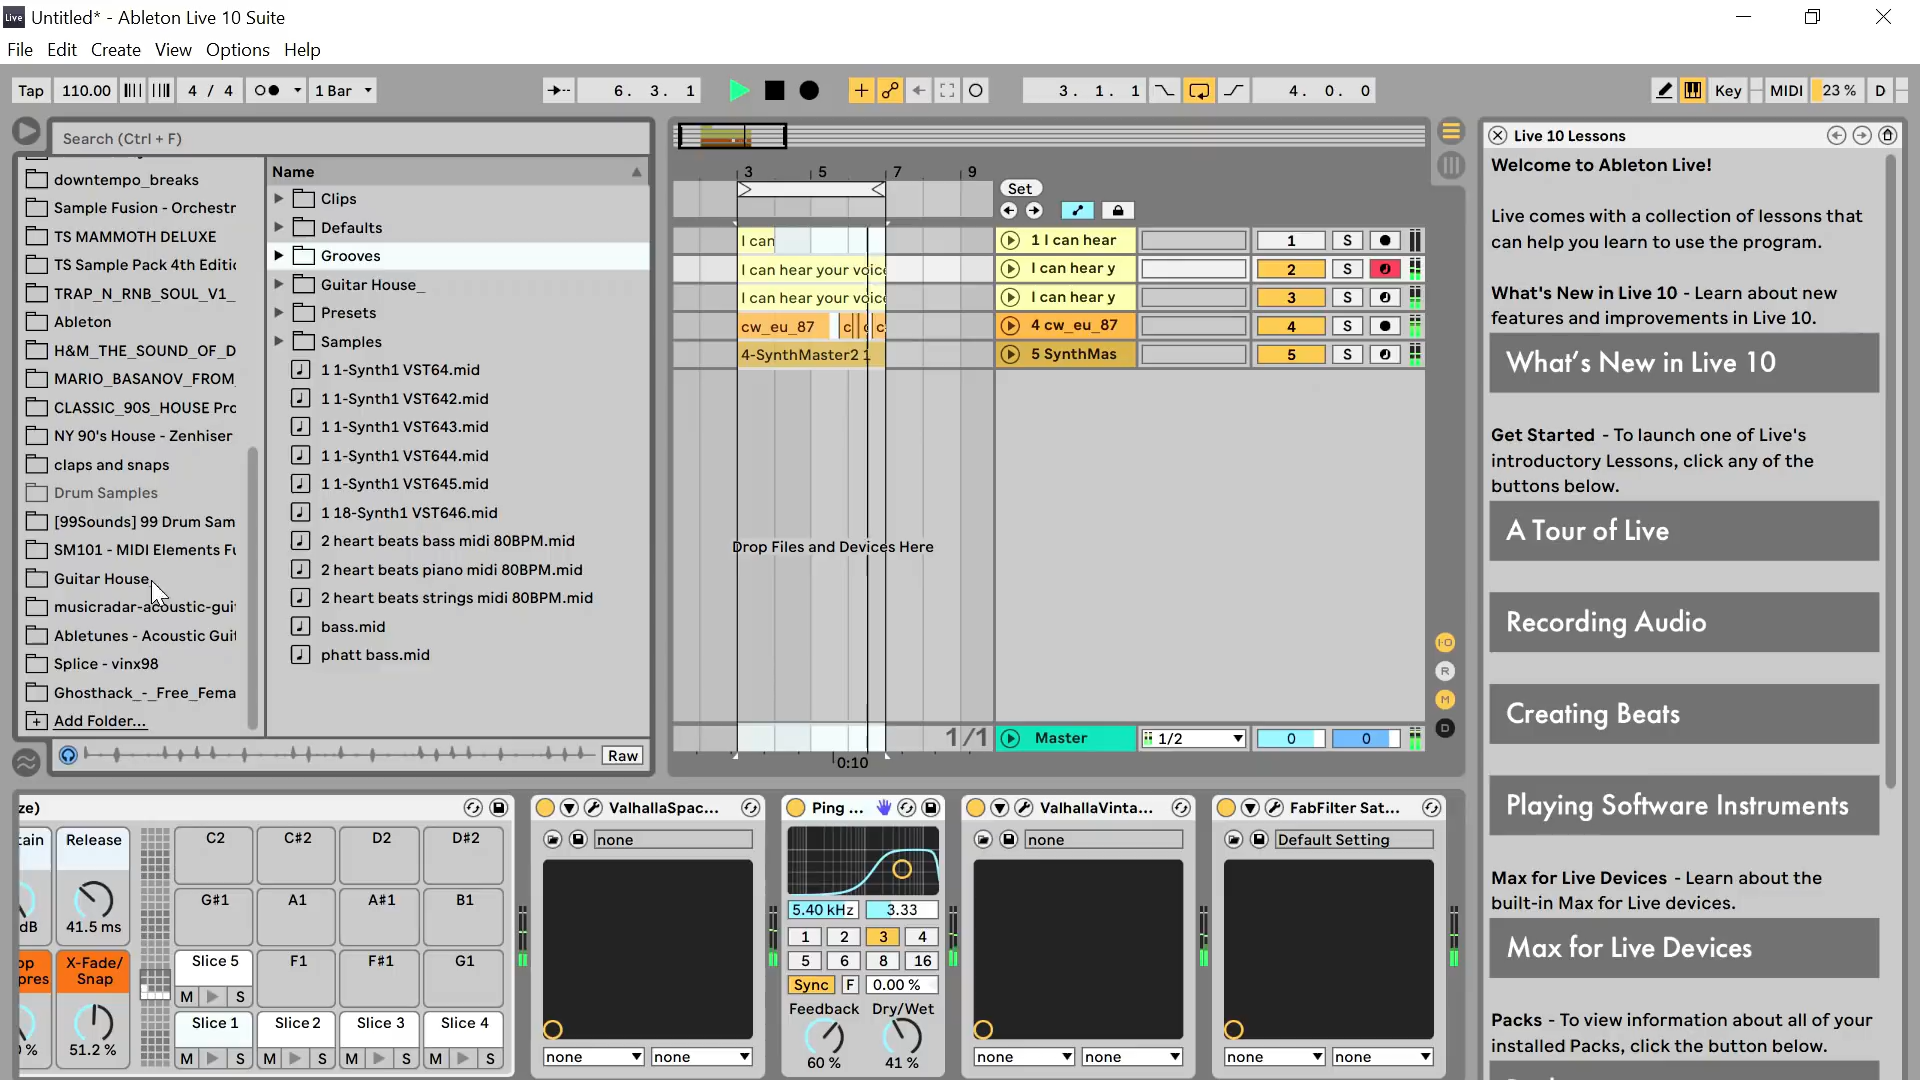 Live Untitled* - Ableton Live 10 Suite
File Edit Create View Options Help
Tap 110.00 4 / 4 1 Bar 6. 3. 1 3. 1. 1 4. 0. 0 Key MIDI 23 % D
Search (Ctrl + F)
downtempo_breaks
Sample Fusion - Orchestr
TS MAMMOTH DELUXE
TS Sample Pack 4th Editic
TRAP_N_RNB_SOUL_V1_
Ableton
H&M_THE_SOUND_OF_D
MARIO_BASANOV_FROM_
CLASSIC_90S_HOUSE Prc
NY 90's House - Zenhiser
claps and snaps
Drum Samples
[99Sounds] 99 Drum Sam
SM101 - MIDI Elements Fu
Guitar House_
musicradar-acoustic-guit
Abletunes - Acoustic Guit
Splice - vinx98
Ghosthack_-_Free_Fema
Add Folder...
Name
Clips
Defaults
Grooves
Guitar House_
Presets
Samples
1 1-Synth1 VST64.mid
1 1-Synth1 VST642.mid
1 1-Synth1 VST643.mid
1 1-Synth1 VST644.mid
1 1-Synth1 VST645.mid
1 18-Synth1 VST646.mid
2 heart beats bass midi 80BPM.mid
2 heart beats piano midi 80BPM.mid
2 heart beats strings midi 80BPM.mid
bass.mid
phatt bass.mid
Raw
3 5 7 9
Set
I can 1 I can hear 1 S
I can hear your voice I can hear y 2 S
I can hear your voice I can hear y 3 S
cw_eu_87 c c c 4 cw_eu_87 4 S
4-SynthMaster2 1 5 SynthMas 5 S
Drop Files and Devices Here
1/1 Master 1/2 0 0
0:10
I-O
R
M
D
Live 10 Lessons
Welcome to Ableton Live!
Live comes with a collection of lessons that
can help you learn to use the program.
What's New in Live 10 - Learn about new
features and improvements in Live 10.
What's New in Live 10
Get Started - To launch one of Live's
introductory Lessons, click any of the
buttons below.
A Tour of Live
Recording Audio
Creating Beats
Playing Software Instruments
Max for Live Devices - Learn about the
built-in Max for Live devices.
Max for Live Devices
Packs - To view information about all of your
installed Packs, click the button below.
ze)
tain Release
dB 41.5 ms
op X-Fade/
pres Snap
% 51.2 %
C2 C#2 D2 D#2
G#1 A1 A#1 B1
Slice 5 F1 F#1 G1
M S
Slice 1 Slice 2 Slice 3 Slice 4
M S M S M S M S
ValhallaSpac...
none
none none
Ping ...
5.40 kHz 3.33
1 2 3 4
5 6 8 16
Sync F 0.00 %
Feedback Dry/Wet
60 % 41 %
ValhallaVinta...
none
none none
FabFilter Sat...
Default Setting
none none